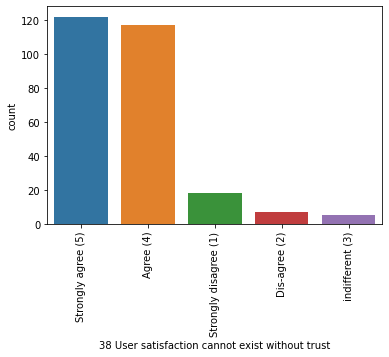 120
100
80
60
40
20
0
count
Strongly agree (5)
Agree (4)
Strongly disagree (1)
Dis-agree (2)
indifferent (3)
38 User satisfaction cannot exist without trust